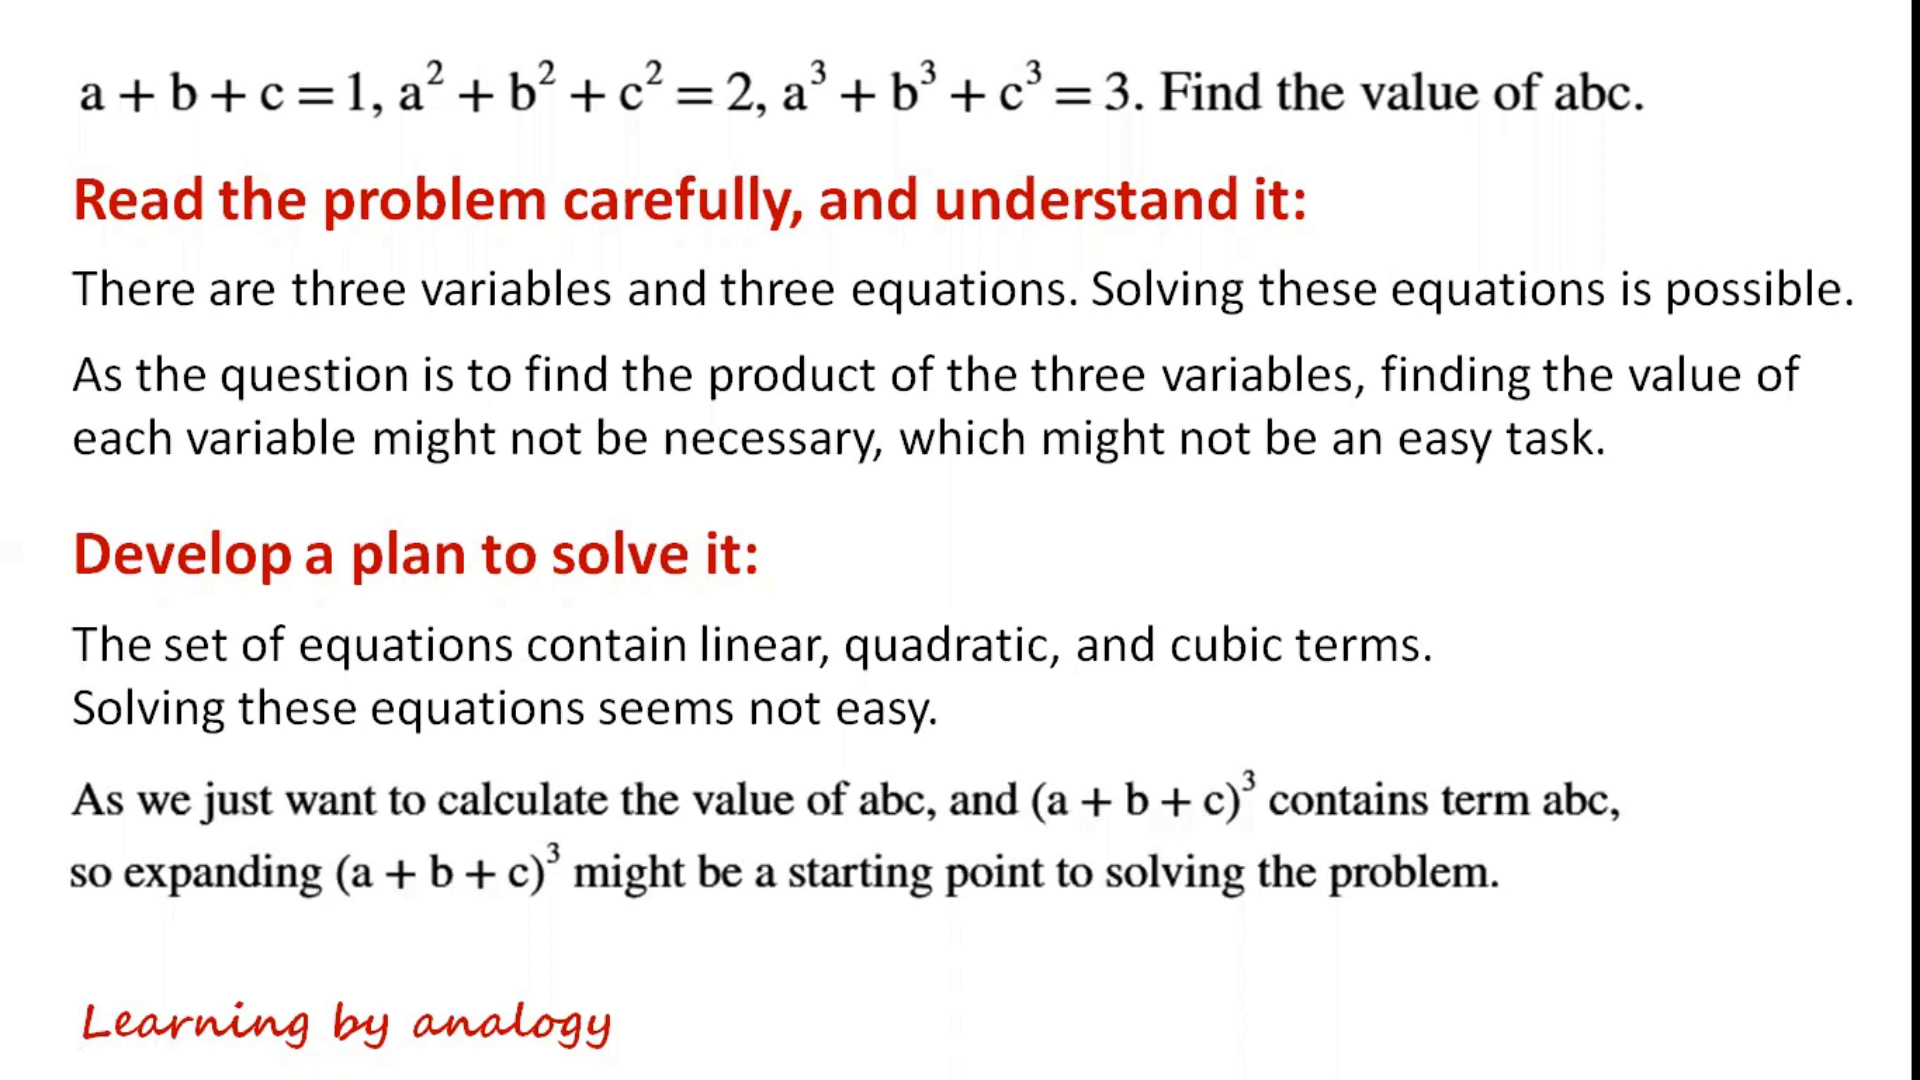 a + b + c = 1, a² + b² + c² = 2, a³ + b³ + c³ = 3. Find the value of abc.
Read the problem carefully, and understand it:
There are three variables and three equations. Solving these equations is possible.
As the question is to find the product of the three variables, finding the value of
each variable might not be necessary, which might not be an easy task.
Develop a plan to solve it:
The set of equations contain linear, quadratic, and cubic terms.
Solving these equations seems not easy.
As we just want to calculate the value of abc, and (a + b + c)³ contains term abc,
so expanding (a + b + c)³ might be a starting point to solving the problem.
Learning by analogy